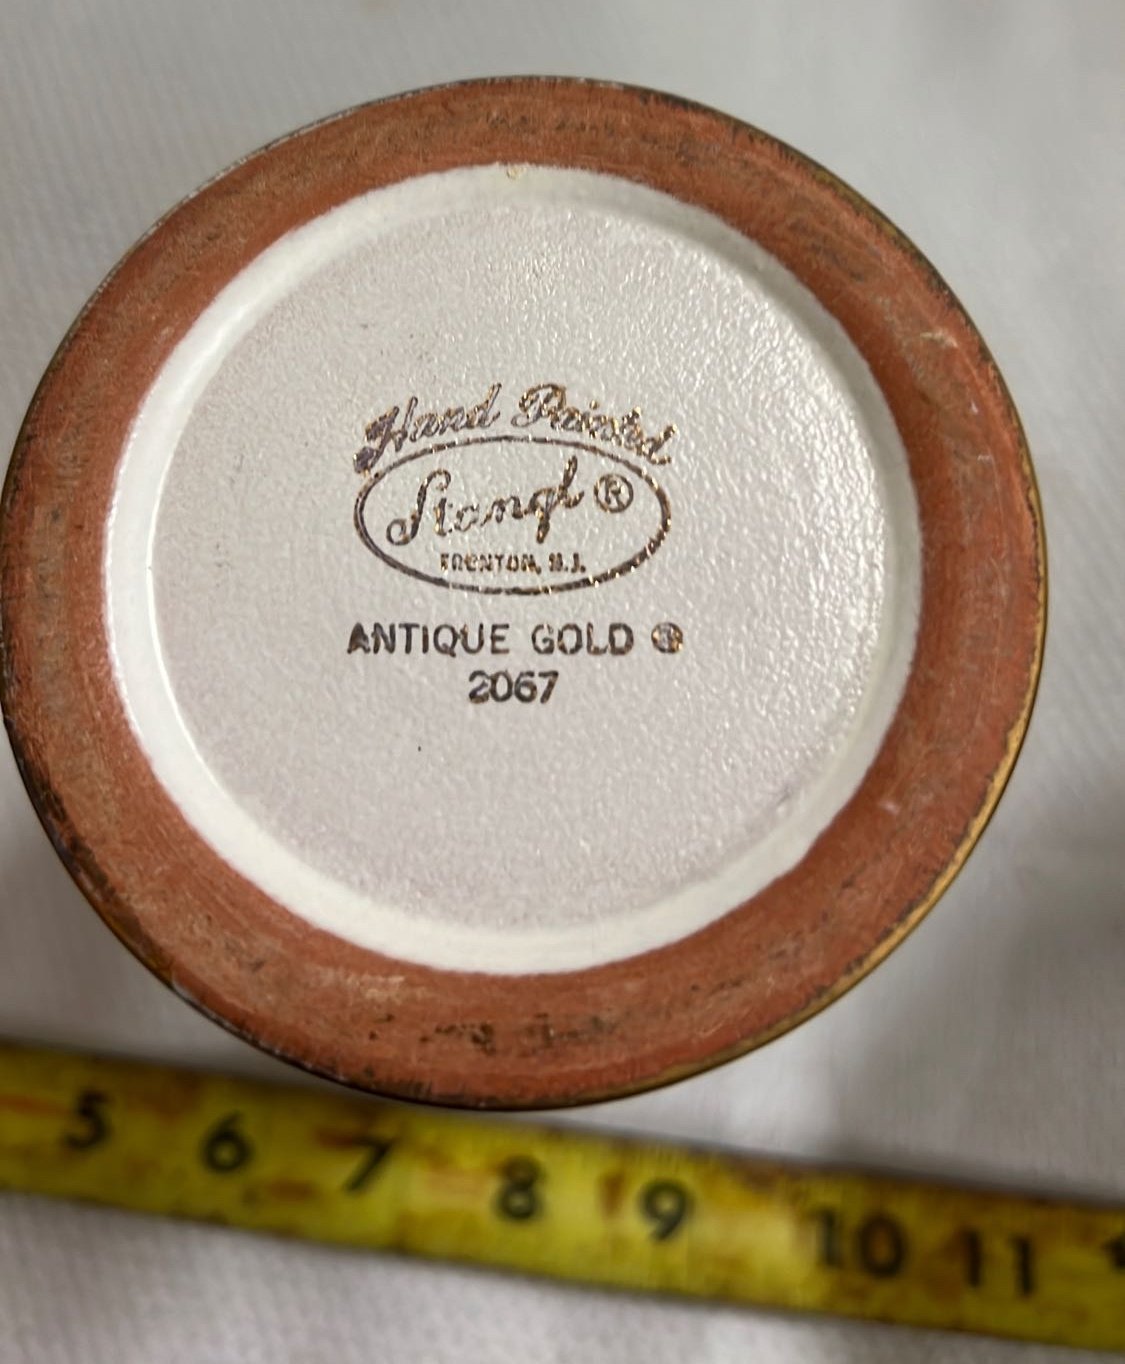 Hand Painted
Stangl ®
TRENTON, N.J.
ANTIQUE GOLD ®
2067
5 6 7 8 9 10 11